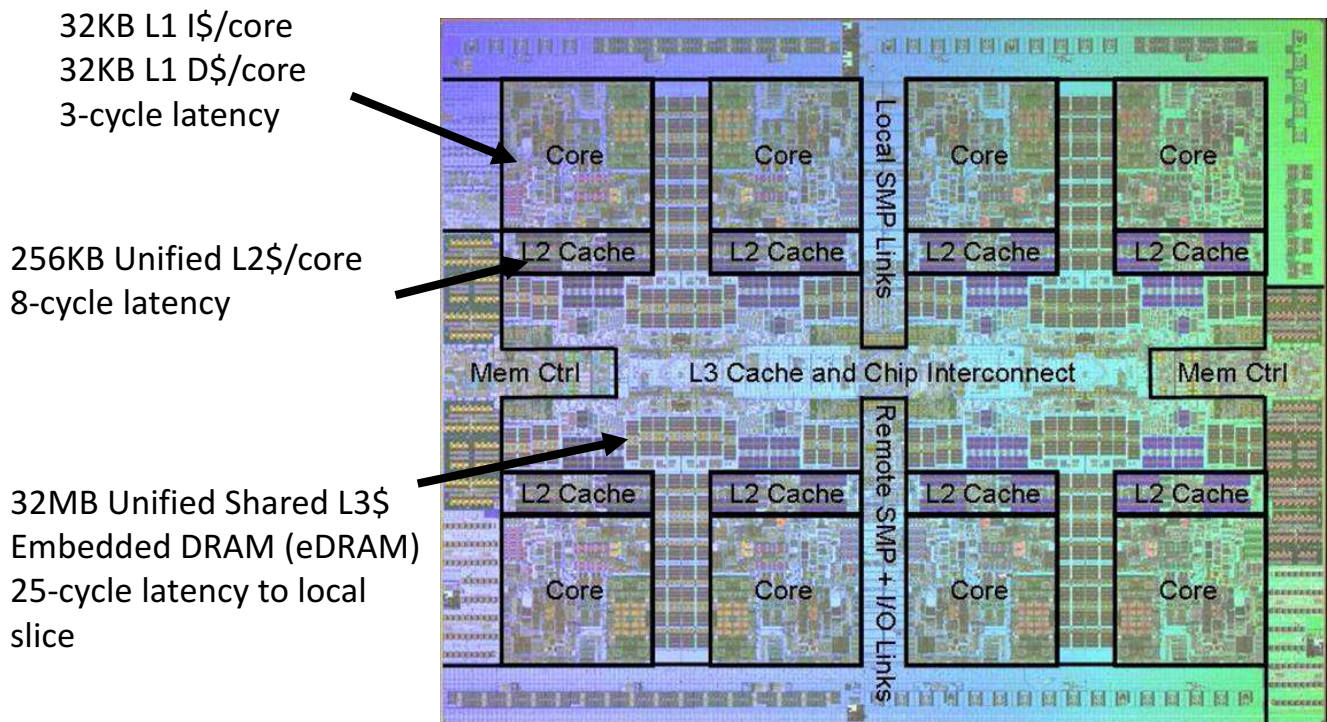 32KB L1 I$/core
32KB L1 D$/core
3-cycle latency
256KB Unified L2$/core
8-cycle latency
32MB Unified Shared L3$
Embedded DRAM (eDRAM)
25-cycle latency to local
slice
Core
Core
Core
Core
Local SMP Links
L2 Cache
L2 Cache
L2 Cache
L2 Cache
Mem Ctrl
L3 Cache and Chip Interconnect
Mem Ctrl
L2 Cache
L2 Cache
L2 Cache
L2 Cache
Remote SMP + I/O Links
Core
Core
Core
Core